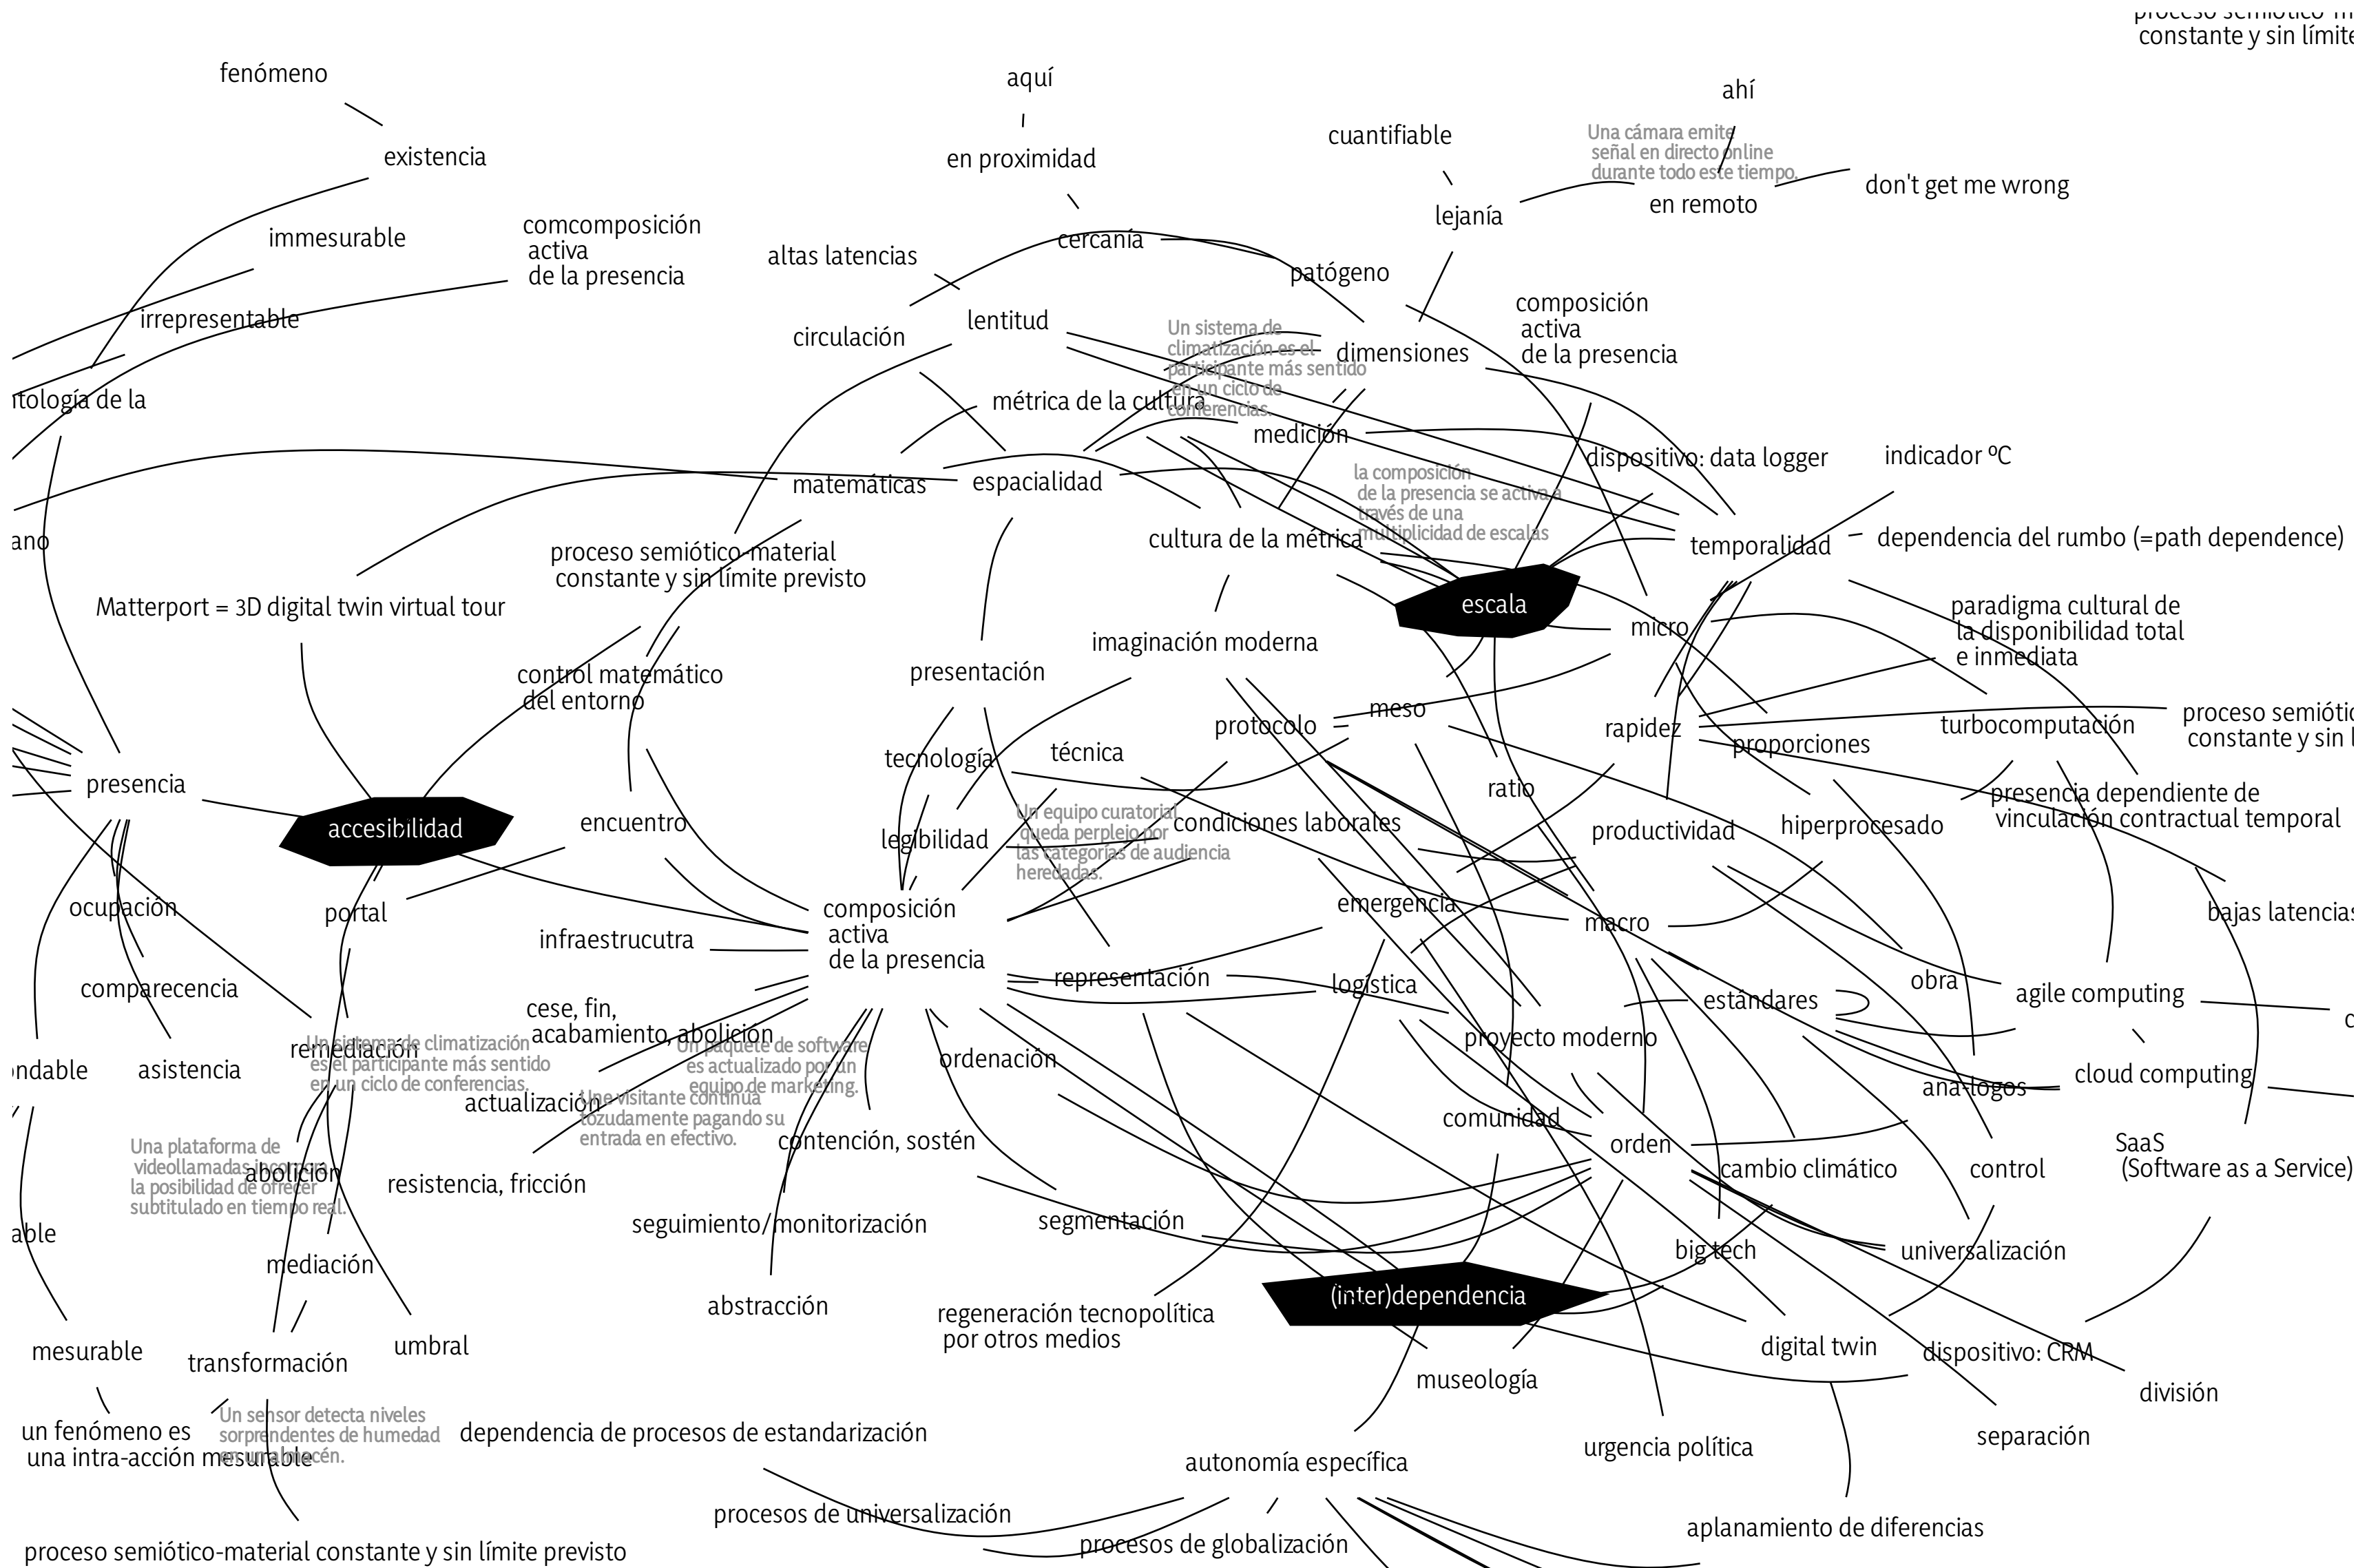 proceso semiótico-m
constante y sin límite
fenómeno
aquí
ahí
cuantifiable
Una cámara emite
señal en directo online
durante todo este tiempo.
existencia
en proximidad
don't get me wrong
en remoto
lejanía
comcomposición
activa
de la presencia
immesurable
cercanía
altas latencias
patógeno
composición
activa
de la presencia
irrepresentable
lentitud
circulación
Un sistema de
climatización es el
participante más sentido
en un ciclo de
conferencias.
dimensiones
ntología de la
métrica de la cultura
medición
dispositivo: data logger
indicador ºC
matemáticas
espacialidad
la composición
de la presencia se activa a
través de una
multiplicidad de escalas
ano
cultura de la métrica
temporalidad
dependencia del rumbo (=path dependence)
proceso semiótico-material
constante y sin límite previsto
Matterport = 3D digital twin virtual tour
escala
micro
paradigma cultural de
la disponibilidad total
e inmediata
imaginación moderna
presentación
control matemático
del entorno
meso
protocolo
rapidez
turbocomputación
proceso semiótic
constante y sin l
proporciones
tecnología
técnica
presencia
ratio
presencia dependiente de
vinculación contractual temporal
accesibilidad
encuentro
Un equipo curatorial
queda perplejo por
las categorías de audiencia
heredadas.
legibilidad
condiciones laborales
productividad
hiperprocesado
ocupación
portal
composición
activa
de la presencia
emergencia
macro
bajas latencias
infraestrucutra
comparecencia
representación
logística
obra
agile computing
estándares
cese, fin,
acabamiento, abolición
remediación
Un sistema de climatización
es el participante más sentido
en un ciclo de conferencias.
Un paquete de software
es actualizado por un
equipo de marketing.
ordenación
proyecto moderno
ondable
asistencia
ana-logos
cloud computing
actualización
Une visitante continúa
tozudamente pagando su
entrada en efectivo.
comunidad
Una plataforma de
videollamadas incorpora
la posibilidad de ofrecer
subtitulado en tiempo real.
abolición
contención, sostén
orden
resistencia, fricción
cambio climático
control
SaaS
(Software as a Service)
able
seguimiento/monitorización
segmentación
big tech
universalización
mediación
abstracción
regeneración tecnopolítica
por otros medios
(inter)dependencia
mesurable
transformación
umbral
digital twin
dispositivo: CRM
museología
división
un fenómeno es
una intra-acción mesurable
Un sensor detecta niveles
sorprendentes de humedad
en un almacén.
dependencia de procesos de estandarización
urgencia política
separación
autonomía específica
procesos de universalización
procesos de globalización
aplanamiento de diferencias
proceso semiótico-material constante y sin límite previsto